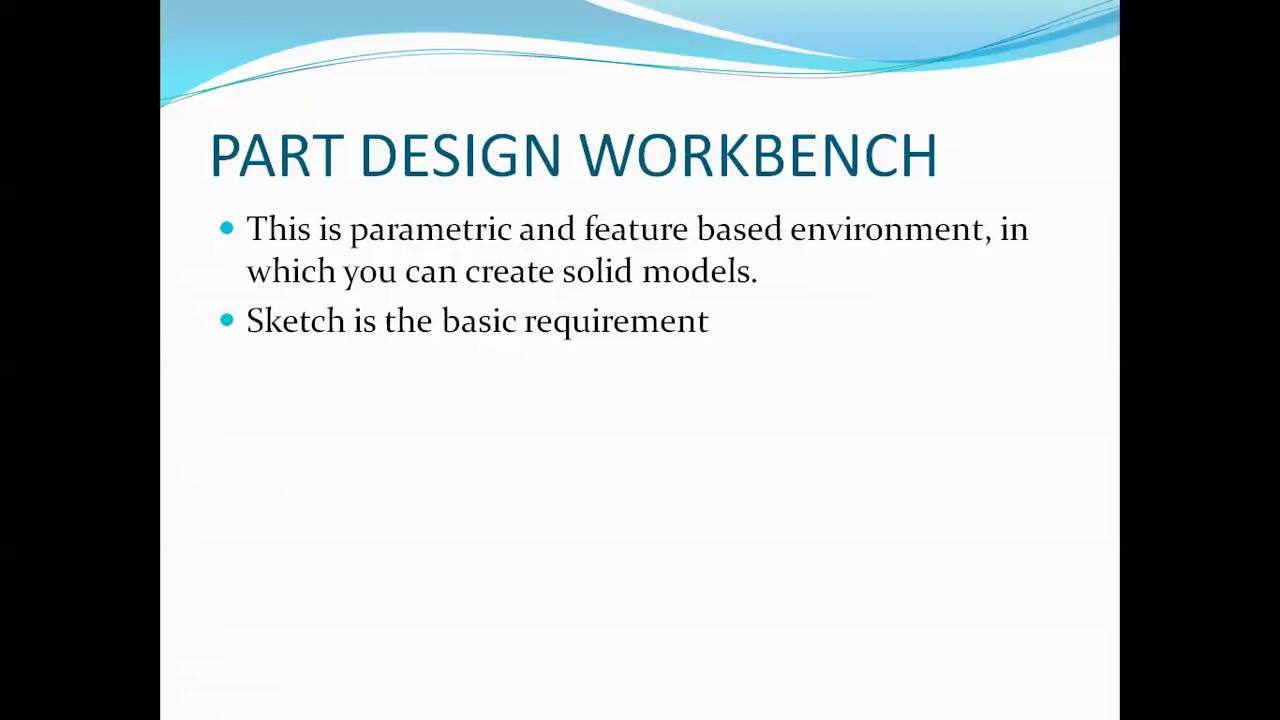 PART DESIGN WORKBENCH
• This is parametric and feature based environment, in
which you can create solid models.
• Sketch is the basic requirement